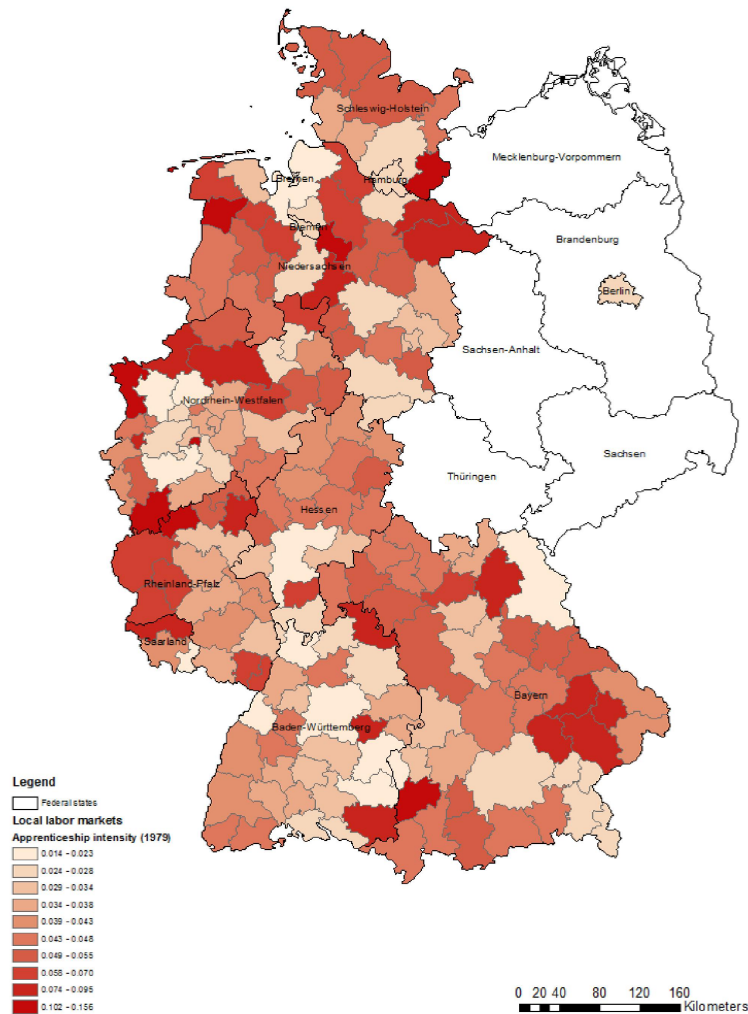 Schleswig-Holstein
Mecklenburg-Vorpommern
Bremen
Hamburg
Bremen
Brandenburg
Niedersachsen
Berlin
Sachsen-Anhalt
Nordrhein-Westfalen
Sachsen
Thüringen
Hessen
Rheinland-Pfalz
Saarland
Bayern
Baden-Württemberg
Legend
Federal states
Local labor markets
Apprenticeship intensity (1979)
0.014 - 0.023
0.024 - 0.028
0.029 - 0.034
0.034 - 0.038
0.039 - 0.043
0.043 - 0.048
0.049 - 0.055
0.058 - 0.070
0.074 - 0.095
0.102 - 0.156
0 20 40 80 120 160
Kilometers